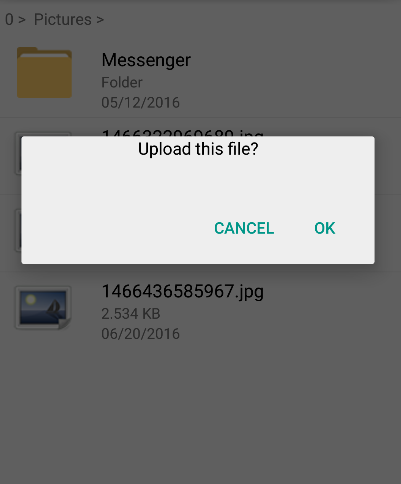 0 > Pictures >
Messenger
Folder
05/12/2016
Upload this file?
CANCEL OK
1466436585967.jpg
2.534 KB
06/20/2016